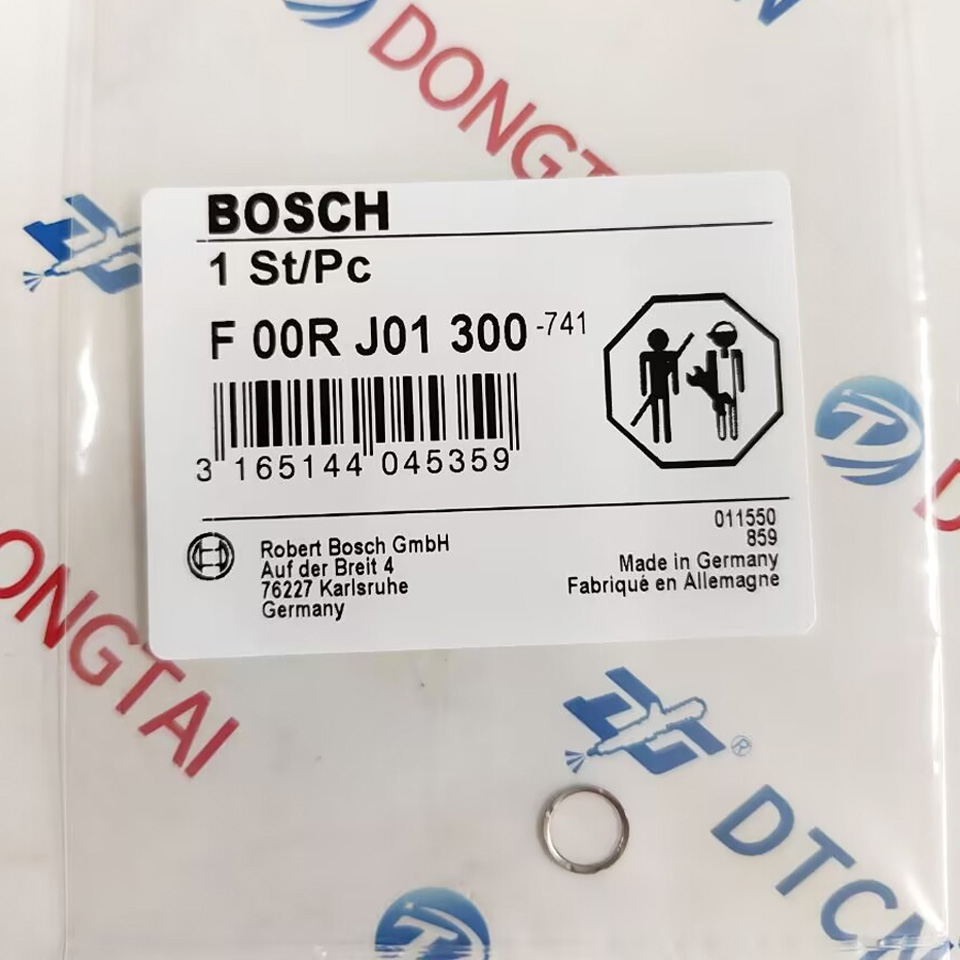 DONGTAI
BOSCH
1 St/Pc
F 00R J01 300 -741
3 165144 045359
011550
859
Robert Bosch GmbH
Auf der Breit 4
76227 Karlsruhe
Germany
Made in Germany
Fabriqué en Allemagne
ONGTAI
®
DTCN